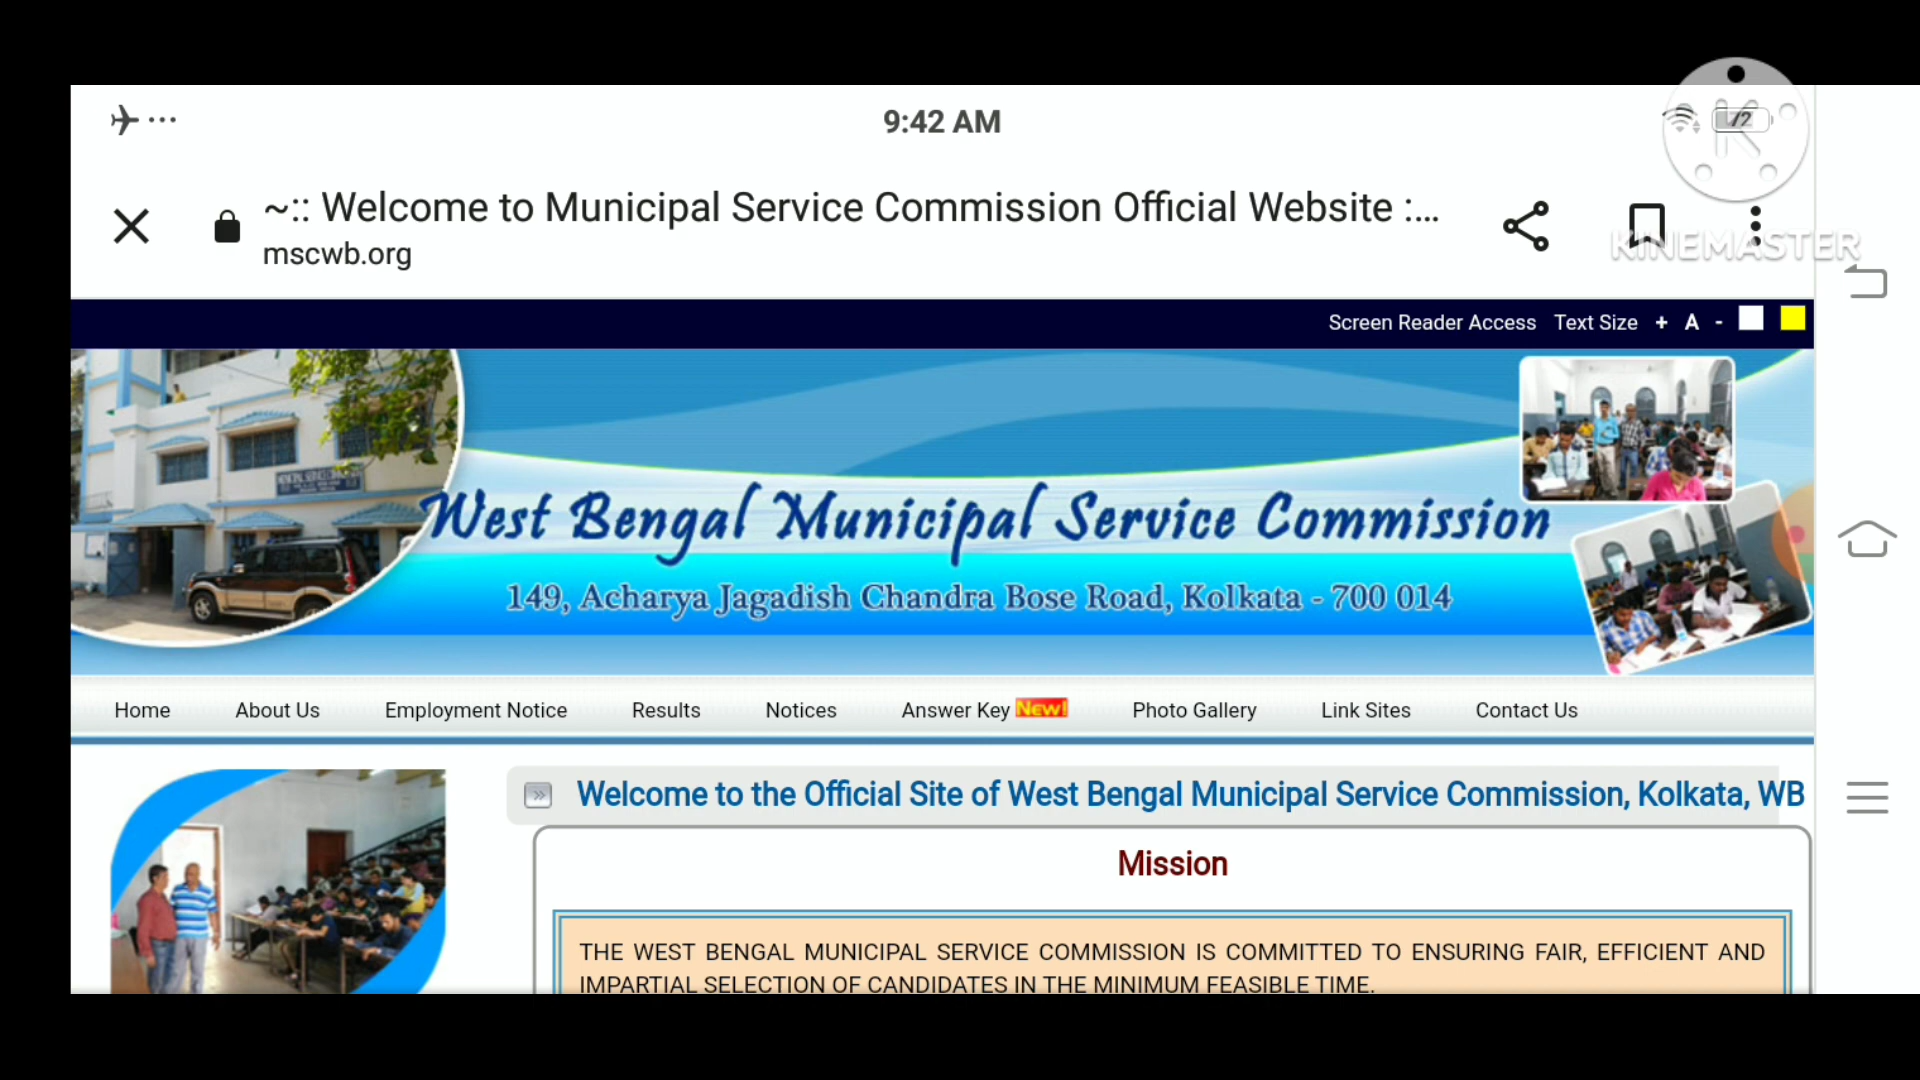 9:42 AM
72
~:: Welcome to Municipal Service Commission Official Website :...
mscwb.org
KINEMASTER
Screen Reader Access Text Size + A -
West Bengal Municipal Service Commission
149, Acharya Jagadish Chandra Bose Road, Kolkata - 700 014
Home About Us Employment Notice Results Notices Answer Key New! Photo Gallery Link Sites Contact Us
Welcome to the Official Site of West Bengal Municipal Service Commission, Kolkata, WB
Mission
THE WEST BENGAL MUNICIPAL SERVICE COMMISSION IS COMMITTED TO ENSURING FAIR, EFFICIENT AND
IMPARTIAL SELECTION OF CANDIDATES IN THE MINIMUM FEASIBLE TIME.